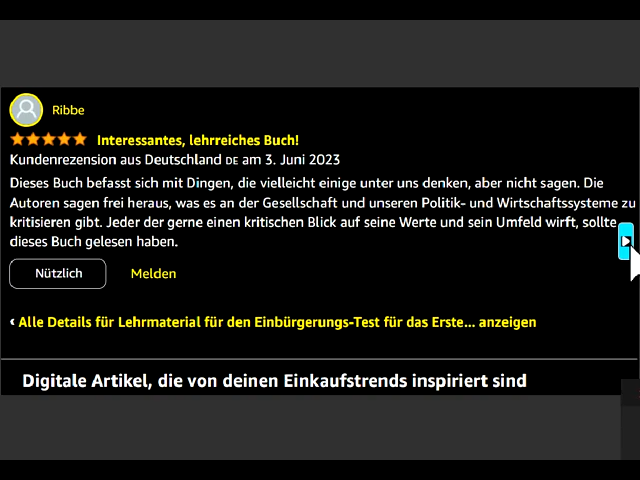 Ribbe
Interessantes, lehrreiches Buch!
Kundenrezension aus Deutschland DE am 3. Juni 2023
Dieses Buch befasst sich mit Dingen, die vielleicht einige unter uns denken, aber nicht sagen. Die
Autoren sagen frei heraus, was es an der Gesellschaft und unseren Politik- und Wirtschaftssysteme zu
kritisieren gibt. Jeder der gerne einen kritischen Blick auf seine Werte und sein Umfeld wirft, sollte
dieses Buch gelesen haben.
Nützlich
Melden
‹ Alle Details für Lehrmaterial für den Einbürgerungs-Test für das Erste... anzeigen
Digitale Artikel, die von deinen Einkaufstrends inspiriert sind